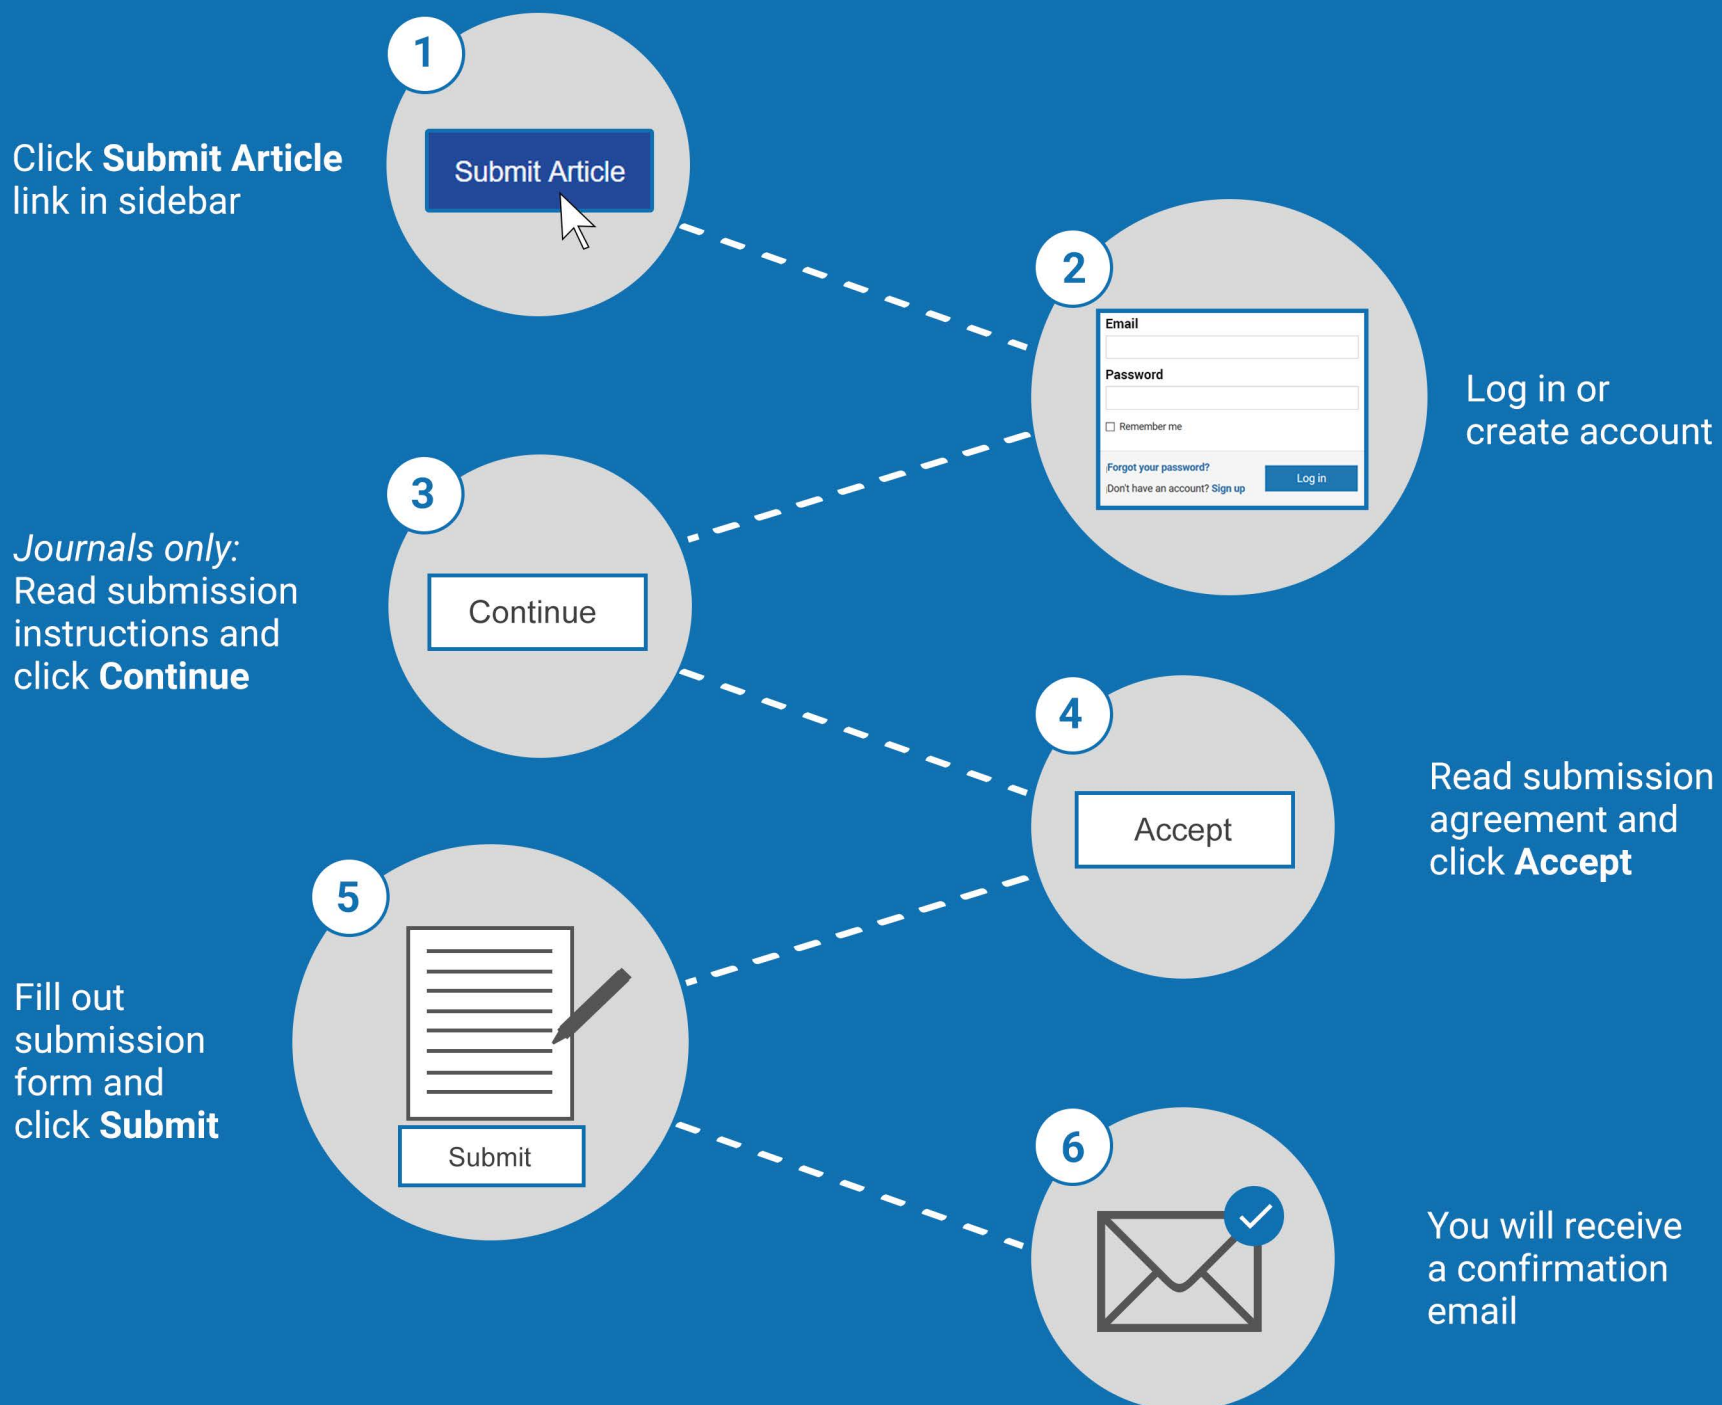 1
Submit Article
Click Submit Article
link in sidebar
2
Email
Password
Remember me
Forgot your password?
Don't have an account? Sign up
Log in
Log in or
create account
3
Continue
Journals only:
Read submission
instructions and
click Continue
4
Accept
Read submission
agreement and
click Accept
5
Submit
Fill out
submission
form and
click Submit
6
You will receive
a confirmation
email